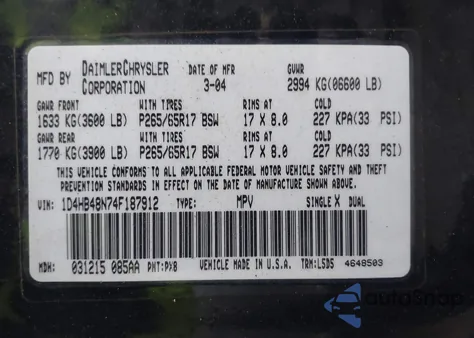 MFD BY DAIMLERCHRYSLER CORPORATION DATE OF MFR 3-04 GVWR 2994 KG(06600 LB)
GAWR FRONT WITH TIRES RIMS AT COLD
1633 KG(3600 LB) P265/65R17 BSW 17 X 8.0 227 KPA(33 PSI)
GAWR REAR WITH TIRES RIMS AT COLD
1770 KG(3900 LB) P265/65R17 BSW 17 X 8.0 227 KPA(33 PSI)
THIS VEHICLE CONFORMS TO ALL APPLICABLE FEDERAL MOTOR VEHICLE SAFETY AND THEFT
PREVENTION STANDARDS IN EFFECT ON THE DATE OF MANUFACTURE SHOWN ABOVE.
VIN: 1D4HB48N74F187912 TYPE: MPV SINGLE X DUAL
MDH: 031215 085AA PNT:PX8 VEHICLE MADE IN U.S.A. TRM:L5D5 4648503
autoSnap